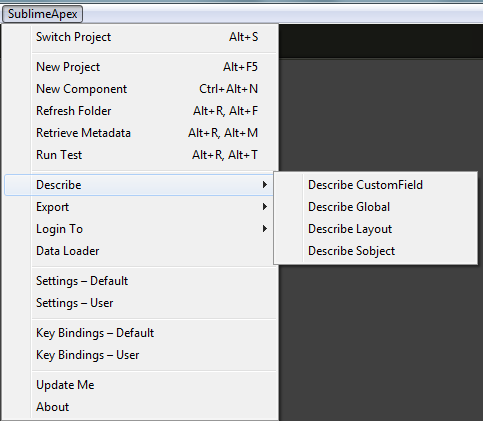 SublimeApex
Switch Project Alt+S
New Project Alt+F5
New Component Ctrl+Alt+N
Refresh Folder Alt+R, Alt+F
Retrieve Metadata Alt+R, Alt+M
Run Test Alt+R, Alt+T
Describe
Export
Login To
Data Loader
Settings – Default
Settings – User
Key Bindings – Default
Key Bindings – User
Update Me
About
Describe CustomField
Describe Global
Describe Layout
Describe Sobject